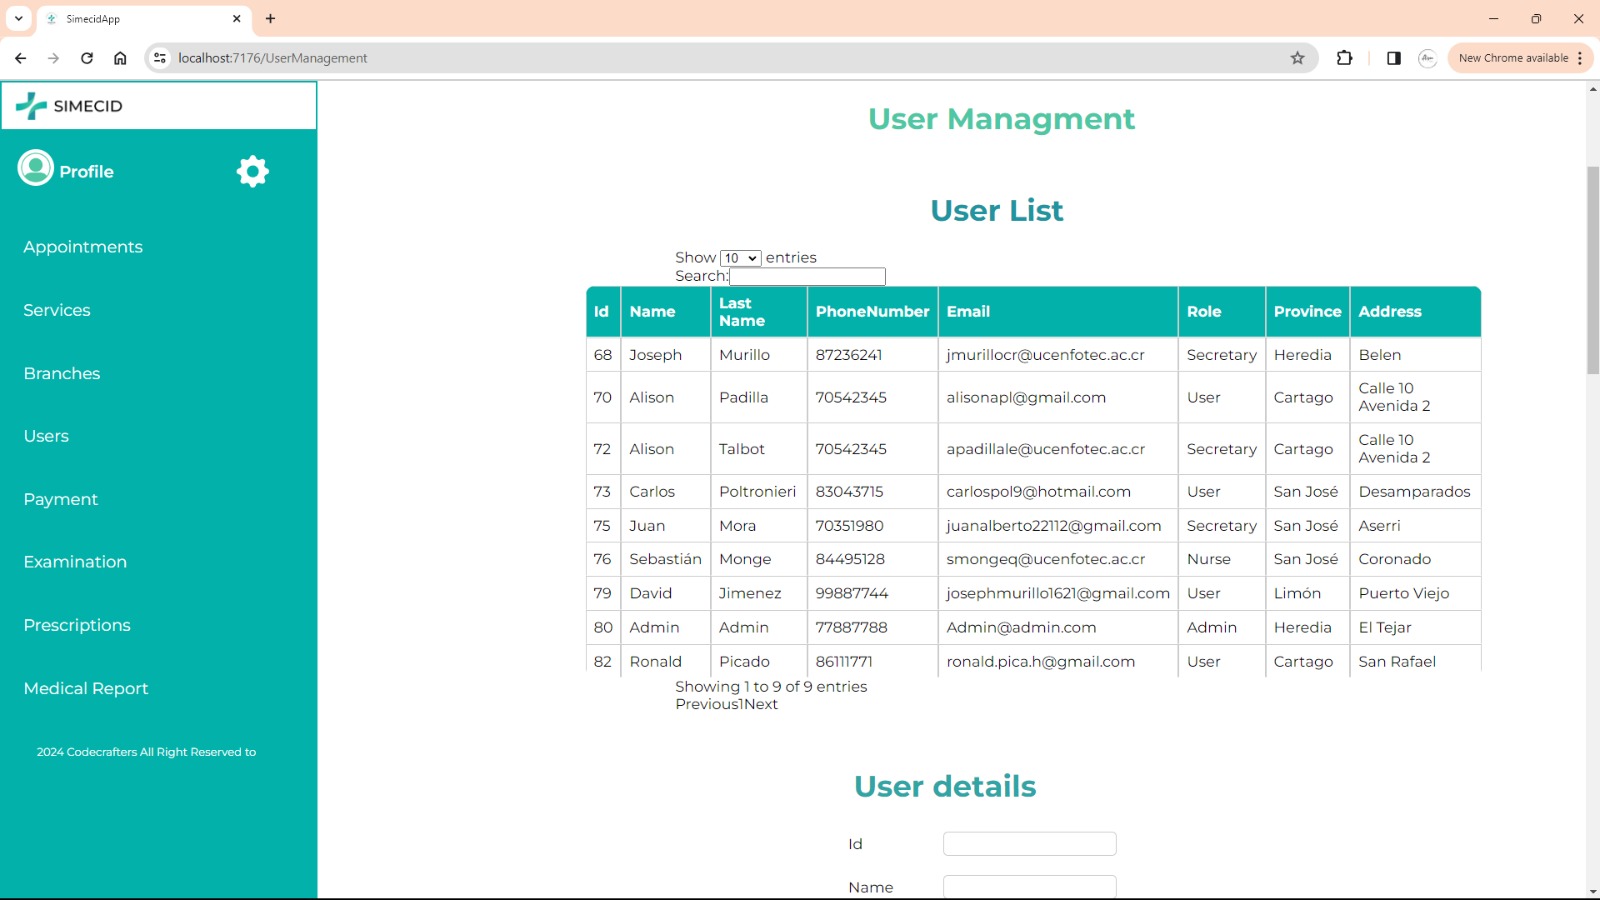 SimecidApp
localhost:7176/UserManagement
New Chrome available
SIMECID
Profile
Appointments
Services
Branches
Users
Payment
Examination
Prescriptions
Medical Report
2024 Codecrafters All Right Reserved to
User Managment
User List
Show 10 entries
Search:
Id Name Last Name PhoneNumber Email Role Province Address
68 Joseph Murillo 87236241 jmurillocr@ucenfotec.ac.cr Secretary Heredia Belen
70 Alison Padilla 70542345 alisonapl@gmail.com User Cartago Calle 10 Avenida 2
72 Alison Talbot 70542345 apadillale@ucenfotec.ac.cr Secretary Cartago Calle 10 Avenida 2
73 Carlos Poltronieri 83043715 carlospol9@hotmail.com User San José Desamparados
75 Juan Mora 70351980 juanalberto22112@gmail.com Secretary San José Aserri
76 Sebastián Monge 84495128 smongeq@ucenfotec.ac.cr Nurse San José Coronado
79 David Jimenez 99887744 josephmurillo1621@gmail.com User Limón Puerto Viejo
80 Admin Admin 77887788 Admin@admin.com Admin Heredia El Tejar
82 Ronald Picado 86111771 ronald.pica.h@gmail.com User Cartago San Rafael
Showing 1 to 9 of 9 entries
Previous1Next
User details
Id
Name